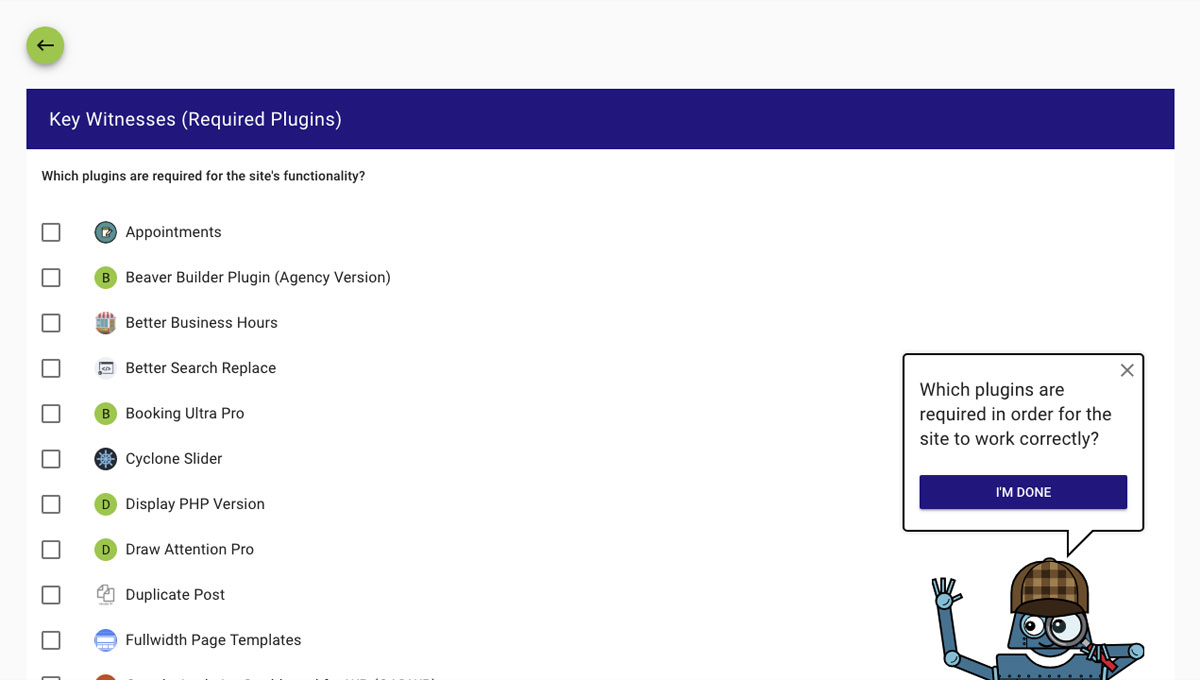 Key Witnesses (Required Plugins)
Which plugins are required for the site's functionality?
Appointments
B Beaver Builder Plugin (Agency Version)
Better Business Hours
Better Search Replace
B Booking Ultra Pro
Cyclone Slider
D Display PHP Version
D Draw Attention Pro
Duplicate Post
Fullwidth Page Templates
Which plugins are
required in order for the
site to work correctly?
I'M DONE